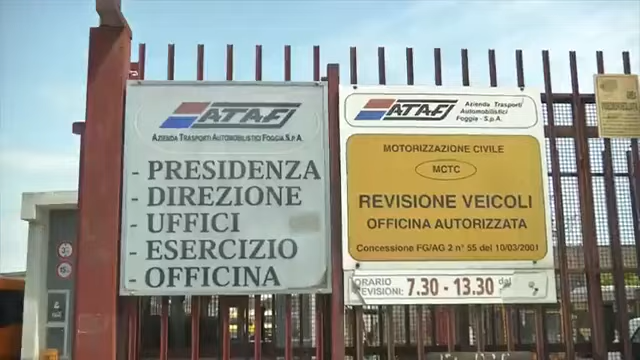 ATAF
AZIENDA TRASPORTI AUTOMOBILISTICI FOGGIA S.P.A.
- PRESIDENZA
- DIREZIONE
- UFFICI
- ESERCIZIO
- OFFICINA
ATAF
Azienda Trasporti
Automobilistici
Foggia - S.p.A.
MOTORIZZAZIONE CIVILE
MCTC
REVISIONE VEICOLI
OFFICINA AUTORIZZATA
Concessione FG/AG 2 n° 55 del 10/03/2001
ORARIO
REVISIONI:
7.30 - 13.30